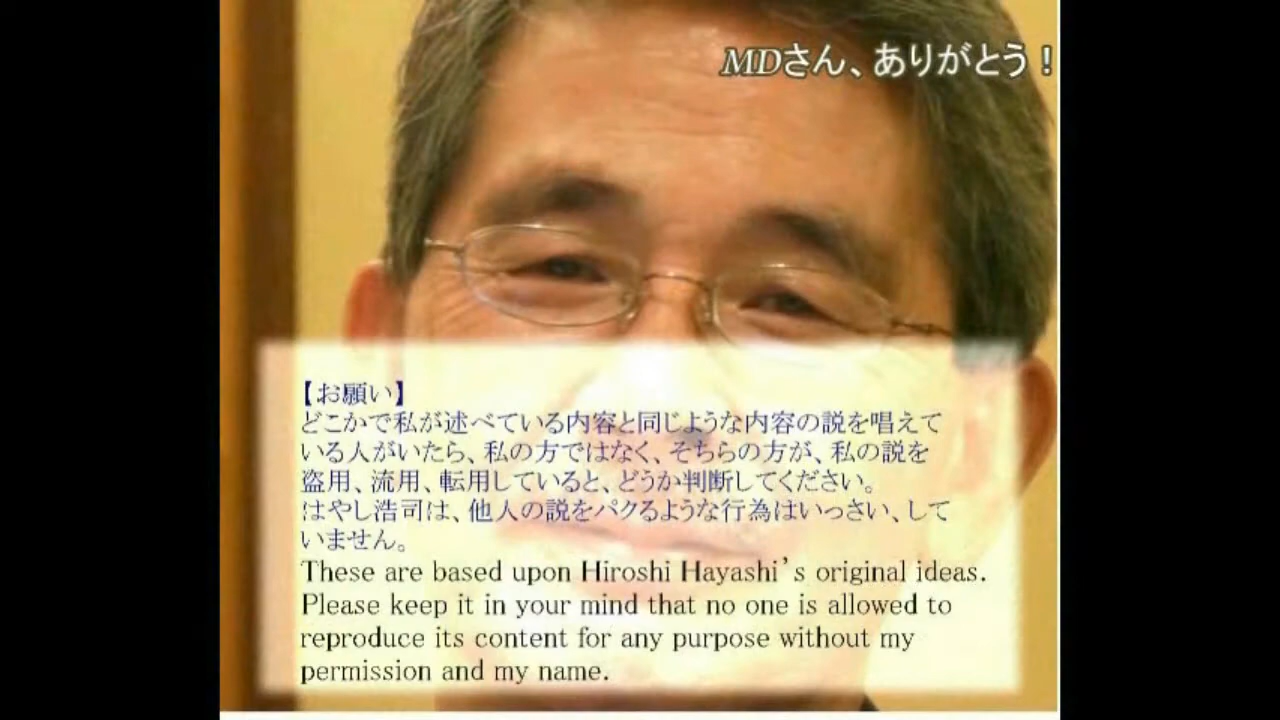 MDさん、ありがとう！
【お願い】
どこかで私が述べている内容と同じような内容の説を唱えて
いる人がいたら、私の方ではなく、そちらの方が、私の説を
盗用、流用、転用していると、どうか判断してください。
はやし浩司は、他人の説をパクるような行為はいっさい、して
いません。
These are based upon Hiroshi Hayashi’s original ideas.
Please keep it in your mind that no one is allowed to
reproduce its content for any purpose without my
permission and my name.